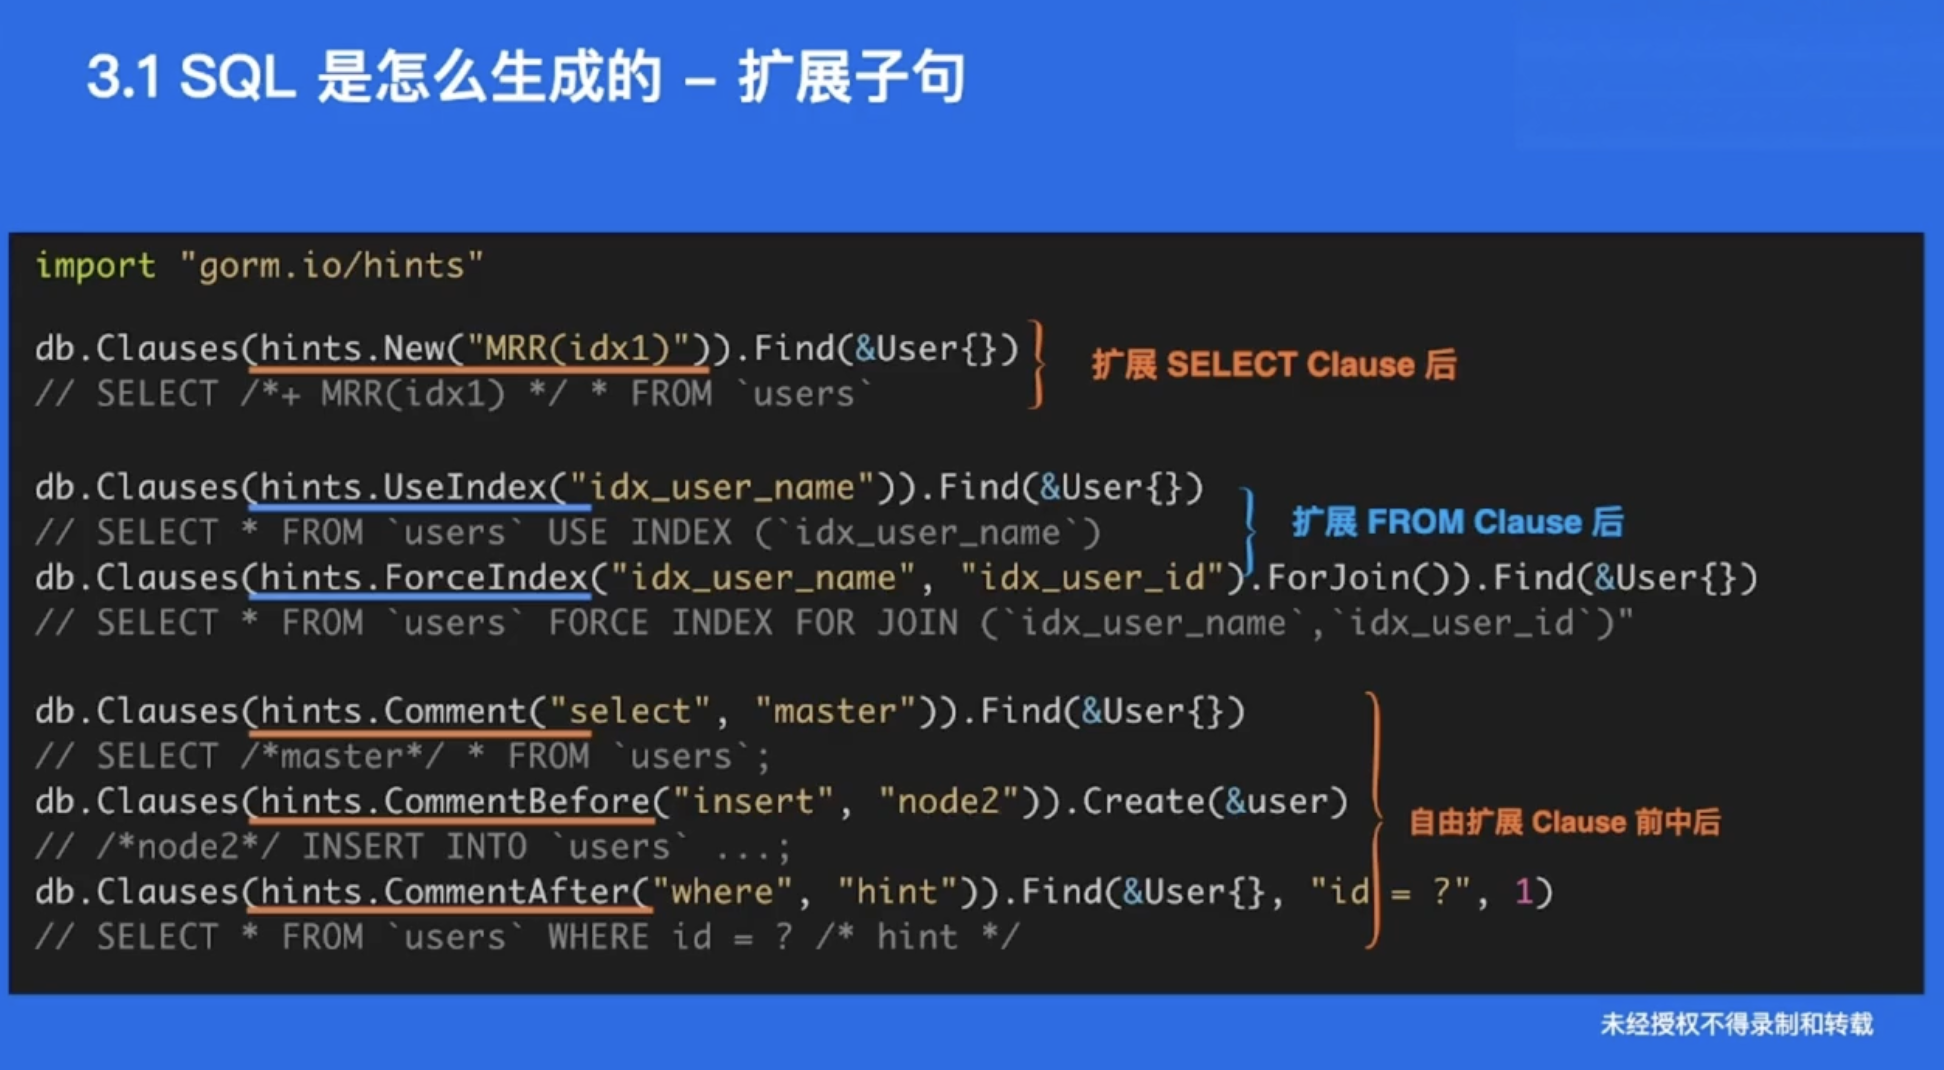 3.1 SQL 是怎么生成的 – 扩展子句
import "gorm.io/hints"
db.Clauses(hints.New("MRR(idx1)")).Find(&User{})
// SELECT /*+ MRR(idx1) */ * FROM `users`
扩展 SELECT Clause 后
db.Clauses(hints.UseIndex("idx_user_name")).Find(&User{})
// SELECT * FROM `users` USE INDEX (`idx_user_name`)
扩展 FROM Clause 后
db.Clauses(hints.ForceIndex("idx_user_name", "idx_user_id").ForJoin()).Find(&User{})
// SELECT * FROM `users` FORCE INDEX FOR JOIN (`idx_user_name`,`idx_user_id`)"
db.Clauses(hints.Comment("select", "master")).Find(&User{})
// SELECT /*master*/ * FROM `users`;
db.Clauses(hints.CommentBefore("insert", "node2")).Create(&user)
// /*node2*/ INSERT INTO `users` ...;
自由扩展 Clause 前中后
db.Clauses(hints.CommentAfter("where", "hint")).Find(&User{}, "id = ?", 1)
// SELECT * FROM `users` WHERE id = ? /* hint */
未经授权不得录制和转载